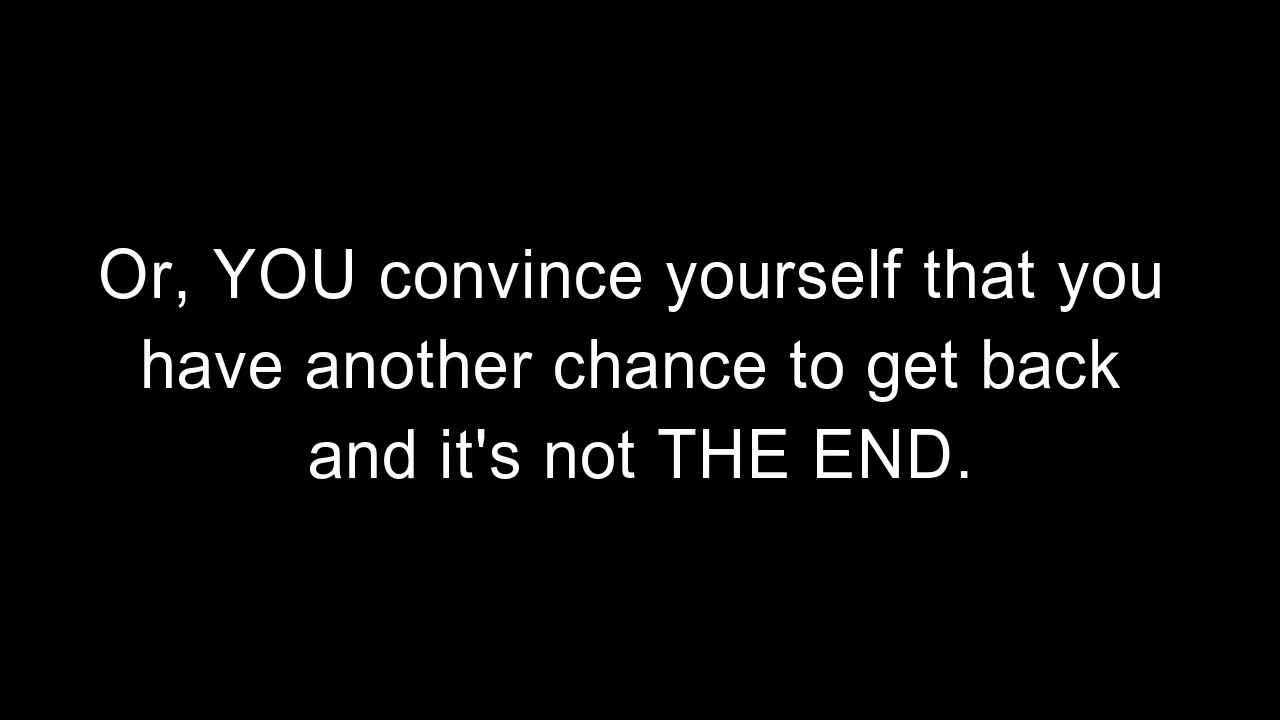 Or, YOU convince yourself that you
have another chance to get back
and it's not THE END.